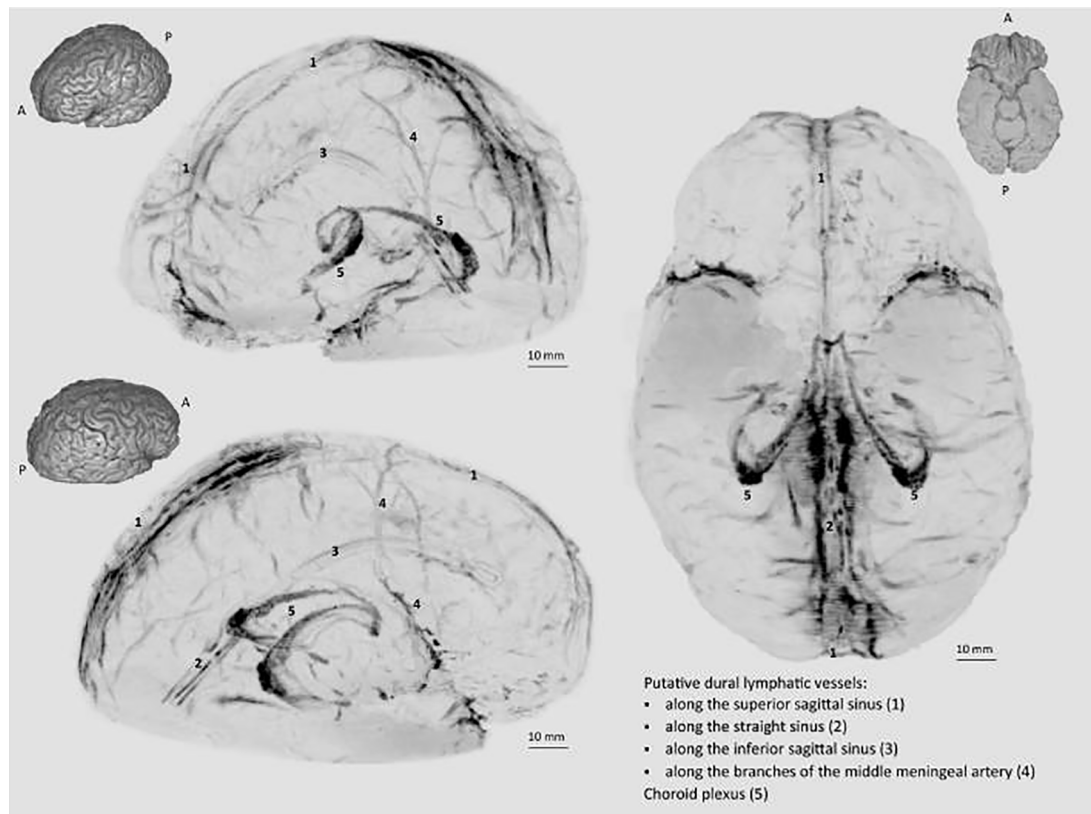 P
A
1
1
3
4
5
5
10 mm
A
P
1
1
4
3
4
5
2
10 mm
A
P
1
5
5
2
1
10 mm
Putative dural lymphatic vessels:
▪ along the superior sagittal sinus (1)
▪ along the straight sinus (2)
▪ along the inferior sagittal sinus (3)
▪ along the branches of the middle meningeal artery (4)
Choroid plexus (5)